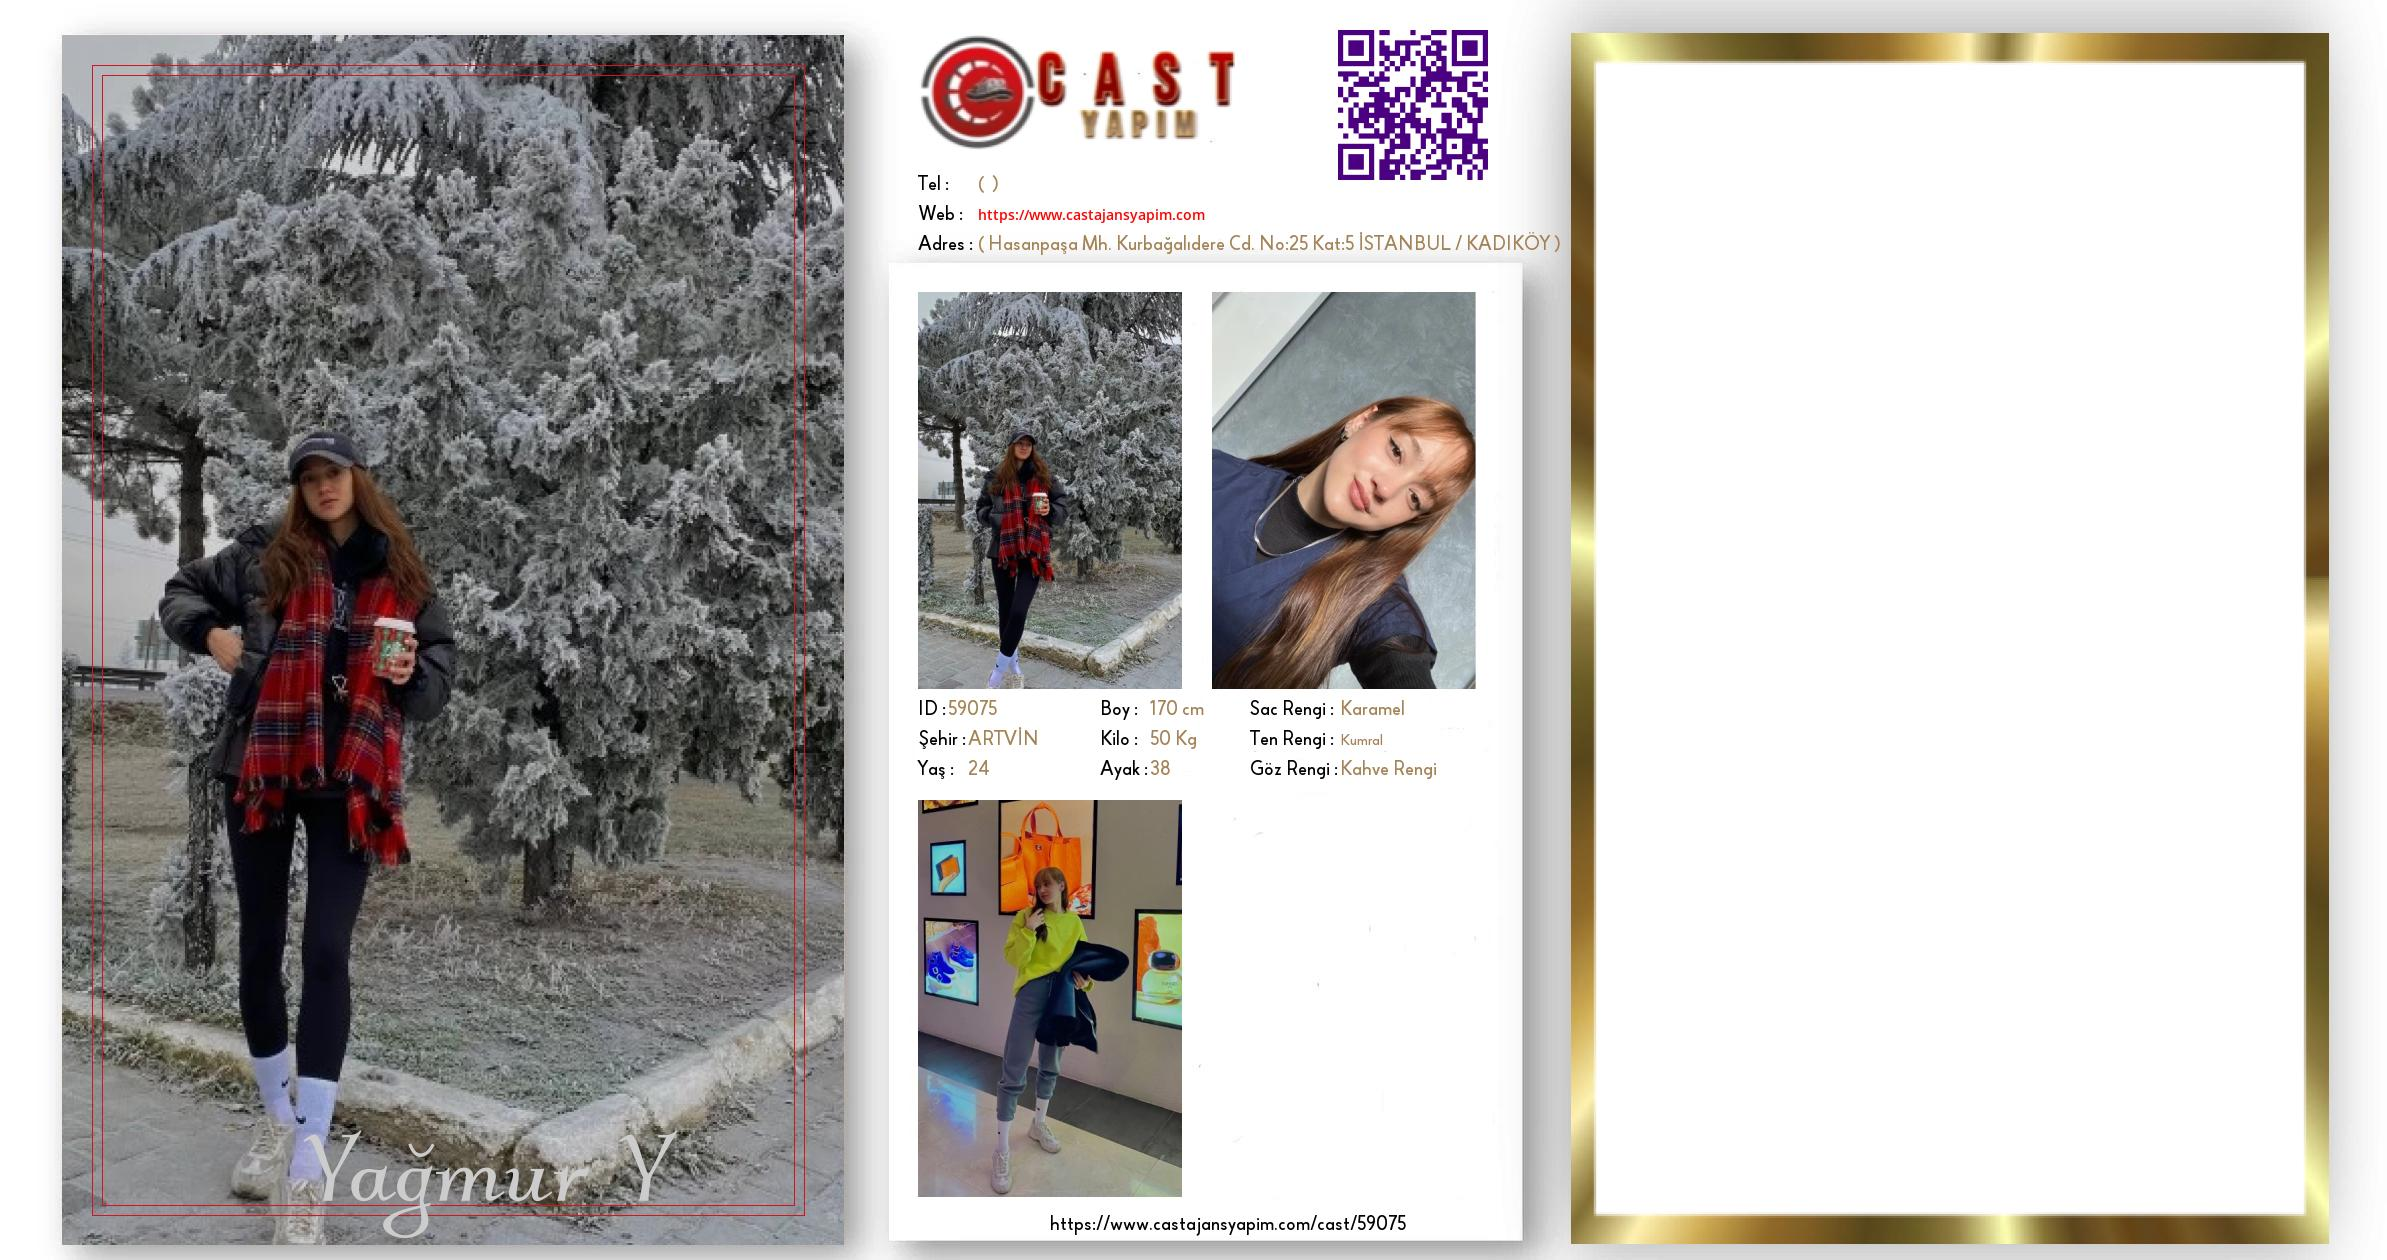 Yağmur Y
CAST
YAPIM
Tel : ( )
Web : https://www.castajansyapim.com
Adres : ( Hasanpaşa Mh. Kurbağalıdere Cd. No:25 Kat:5 İSTANBUL / KADIKÖY )
ID : 59075 Boy : 170 cm Sac Rengi : Karamel
Şehir : ARTVİN Kilo : 50 Kg Ten Rengi : Kumral
Yaş : 24 Ayak : 38 Göz Rengi : Kahve Rengi
https://www.castajansyapim.com/cast/59075